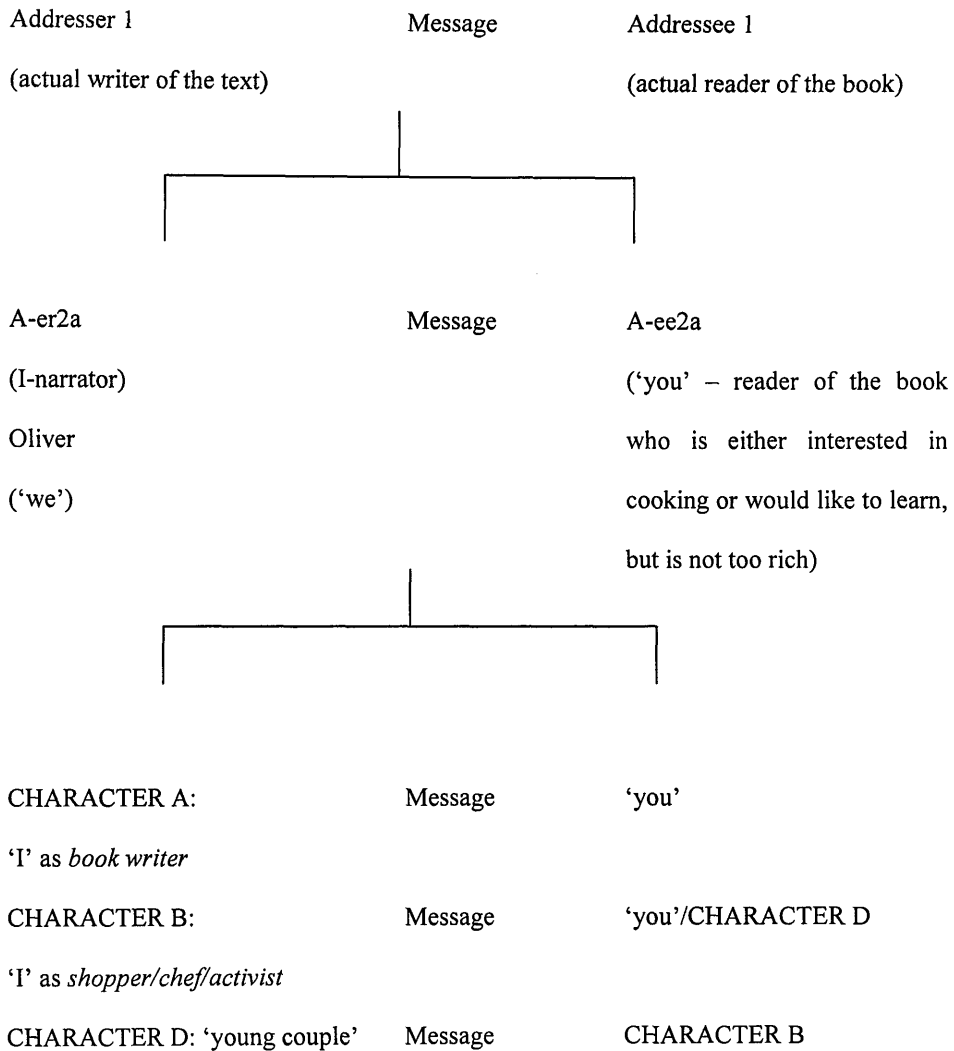 Addresser 1 Message Addressee 1
(actual writer of the text) (actual reader of the book)
A-er2a Message A-ee2a
(I-narrator) (‘you’ – reader of the book
Oliver who is either interested in
(‘we’) cooking or would like to learn,
but is not too rich)
CHARACTER A: Message ‘you’
‘I’ as book writer
CHARACTER B: Message ‘you’/CHARACTER D
‘I’ as shopper/chef/activist
CHARACTER D: ‘young couple’ Message CHARACTER B